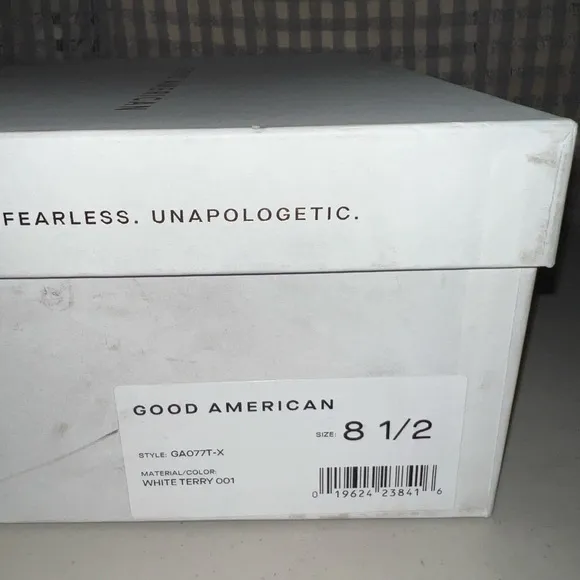 FEARLESS. UNAPOLOGETIC.
GOOD AMERICAN
SIZE: 8 1/2
STYLE: GA077T-X
MATERIAL/COLOR:
WHITE TERRY 001
0 19624 23841 6